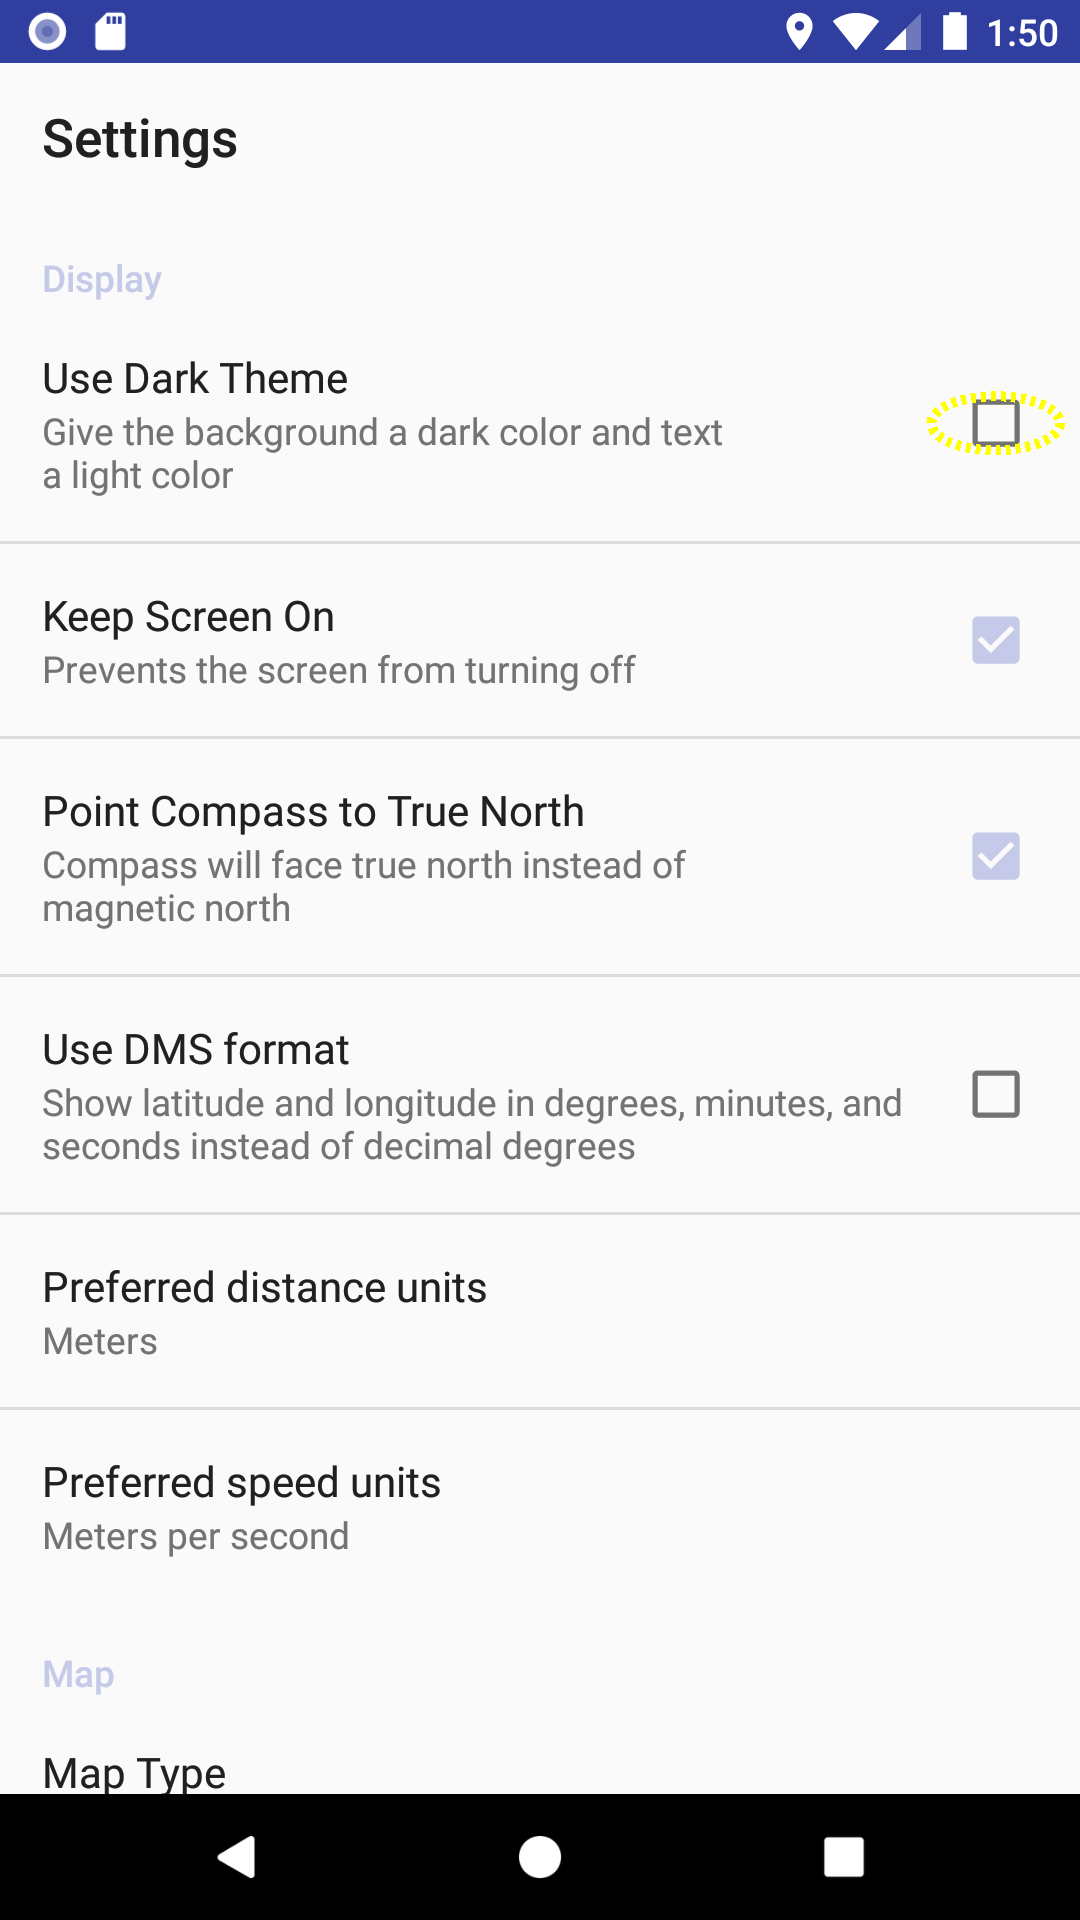 1:50
Settings
Display
Use Dark Theme
Give the background a dark color and text
a light color
Keep Screen On
Prevents the screen from turning off
Point Compass to True North
Compass will face true north instead of
magnetic north
Use DMS format
Show latitude and longitude in degrees, minutes, and
seconds instead of decimal degrees
Preferred distance units
Meters
Preferred speed units
Meters per second
Map
Map Type